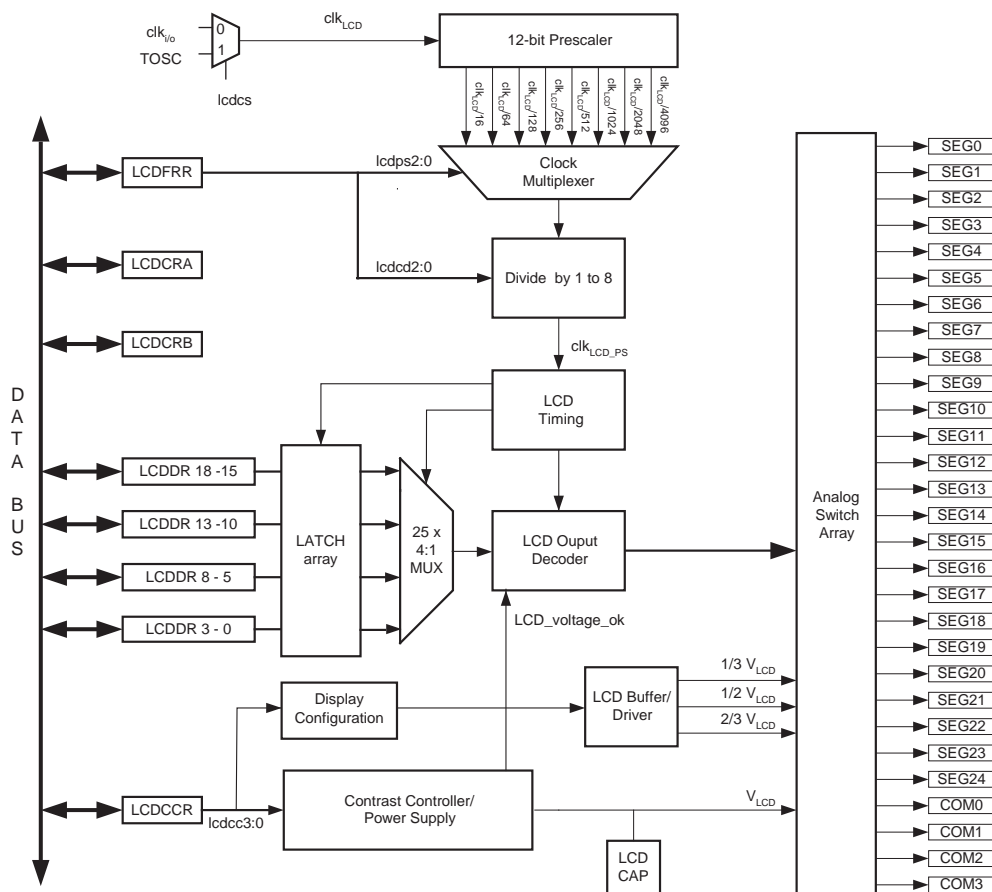 clk_i/o
0
clk_LCD
12-bit Prescaler
TOSC
1
lcdcs
clk_LCD/16
clk_LCD/64
clk_LCD/128
clk_LCD/256
clk_LCD/512
clk_LCD/1024
clk_LCD/2048
clk_LCD/4096
LCDFRR
lcdps2:0
Clock
Multiplexer
LCDCRA
lcdcd2:0
Divide by 1 to 8
LCDCRB
clk_LCD_PS
LCD
Timing
DATA
BUS
LCDDR 18 -15
LCDDR 13 -10
LCDDR 8 - 5
LCDDR 3 - 0
LATCH
array
25 x
4:1
MUX
LCD Ouput
Decoder
LCD_voltage_ok
Analog
Switch
Array
Display
Configuration
LCD Buffer/
Driver
1/3 V_LCD
1/2 V_LCD
2/3 V_LCD
LCDCCR
lcdcc3:0
Contrast Controller/
Power Supply
V_LCD
LCD
CAP
SEG0
SEG1
SEG2
SEG3
SEG4
SEG5
SEG6
SEG7
SEG8
SEG9
SEG10
SEG11
SEG12
SEG13
SEG14
SEG15
SEG16
SEG17
SEG18
SEG19
SEG20
SEG21
SEG22
SEG23
SEG24
COM0
COM1
COM2
COM3